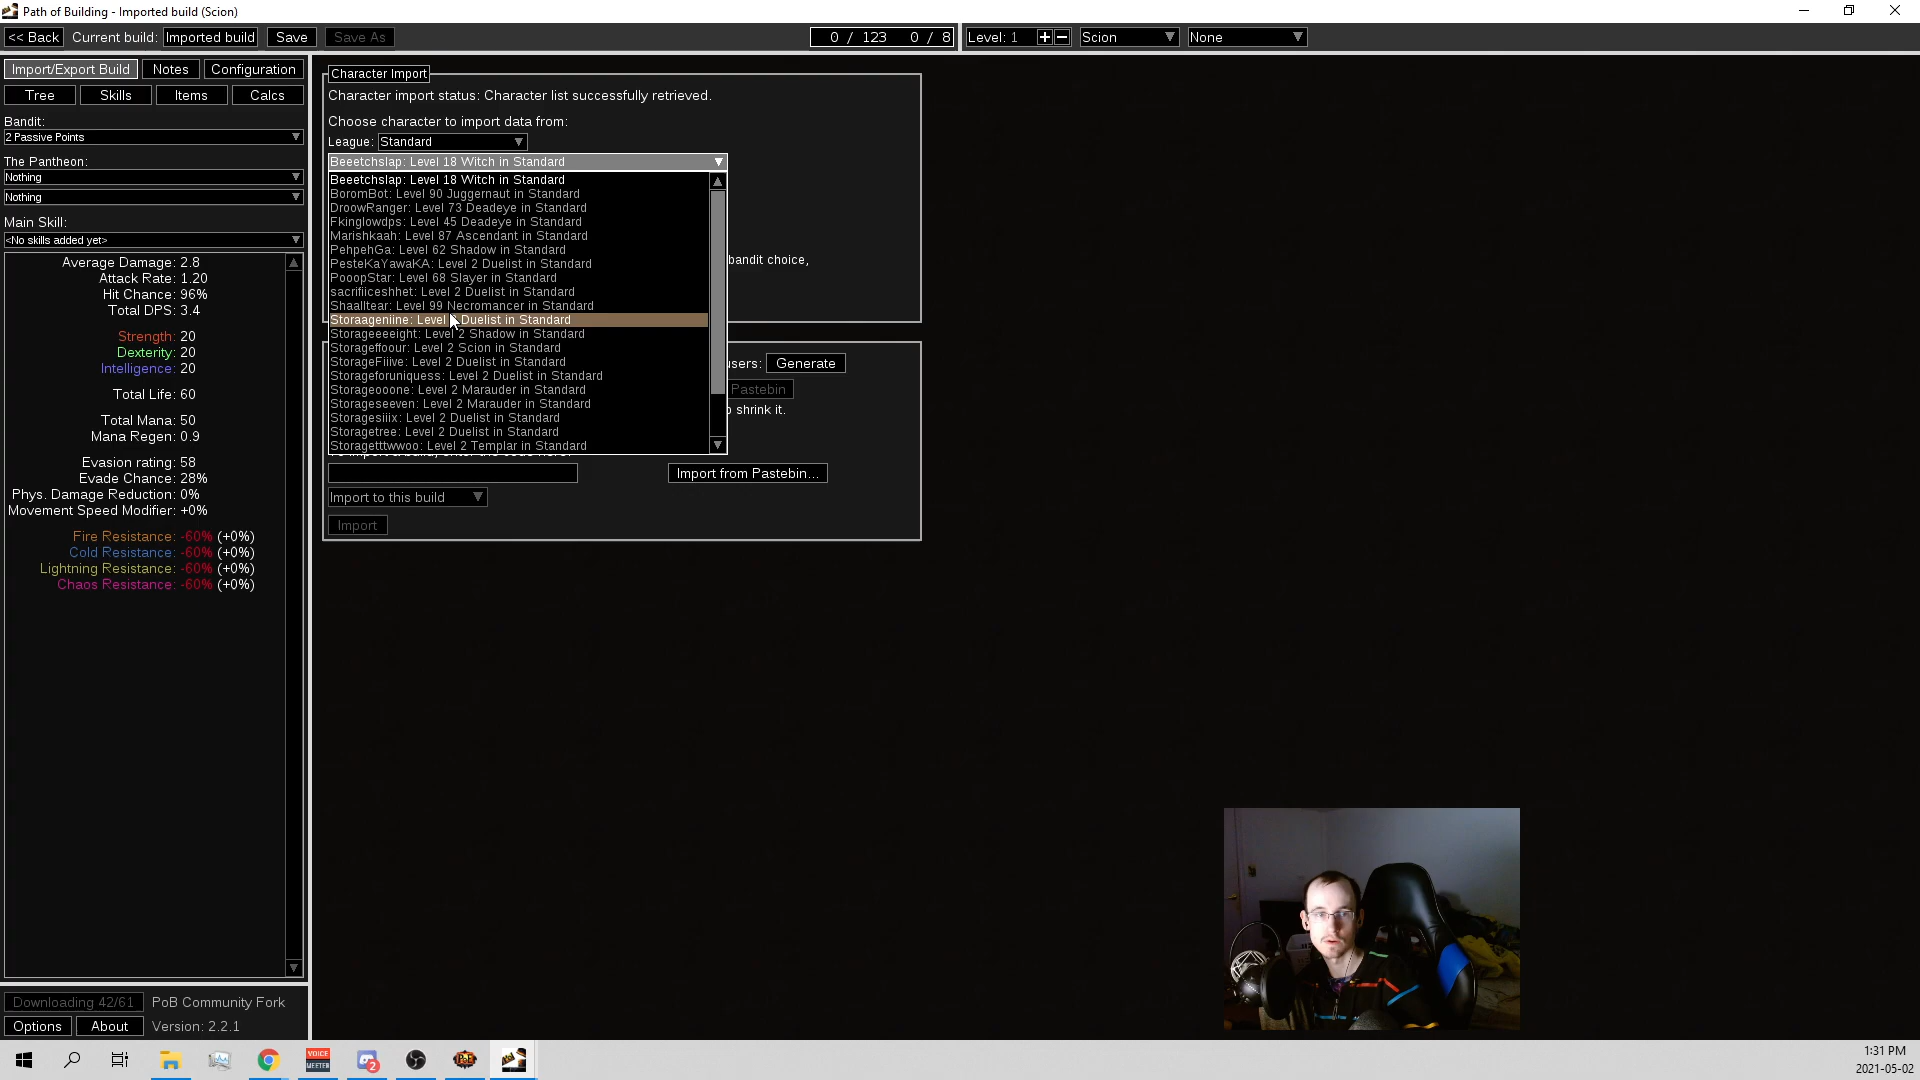 Path of Building - Imported build (Scion)
<< Back Current build: Imported build Save Save As 0 / 123 0 / 8 Level: 1 + - Scion None
Import/Export Build Notes Configuration
Tree Skills Items Calcs
Bandit:
2 Passive Points
The Pantheon:
Nothing
Nothing
Main Skill:
<No skills added yet>
Average Damage: 2.8
Attack Rate: 1.20
Hit Chance: 96%
Total DPS: 3.4
Strength: 20
Dexterity: 20
Intelligence: 20
Total Life: 60
Total Mana: 50
Mana Regen: 0.9
Evasion rating: 58
Evade Chance: 28%
Phys. Damage Reduction: 0%
Movement Speed Modifier: +0%
Fire Resistance: -60% (+0%)
Cold Resistance: -60% (+0%)
Lightning Resistance: -60% (+0%)
Chaos Resistance: -60% (+0%)
Downloading 42/61 PoB Community Fork
Options About Version: 2.2.1
Character Import
Character import status: Character list successfully retrieved.
Choose character to import data from:
League: Standard
Beeetchslap: Level 18 Witch in Standard
Beeetchslap: Level 18 Witch in Standard
BoromBot: Level 90 Juggernaut in Standard
DroowRanger: Level 73 Deadeye in Standard
Fkinglowdps: Level 45 Deadeye in Standard
Marishkaah: Level 87 Ascendant in Standard
PehpehGa: Level 62 Shadow in Standard
bandit choice,
PesteKaYawaKA: Level 2 Duelist in Standard
PooopStar: Level 68 Slayer in Standard
sacrifiiceshhet: Level 2 Duelist in Standard
Shaalltear: Level 99 Necromancer in Standard
Storaageniine: Level Duelist in Standard
Storageeeeight: Level 2 Shadow in Standard
Storageffoour: Level 2 Scion in Standard
StorageFiiive: Level 2 Duelist in Standard
users: Generate
Storageforuniquess: Level 2 Duelist in Standard
Storageooone: Level 2 Marauder in Standard
Pastebin
Storageseeven: Level 2 Marauder in Standard
shrink it.
Storagesiiix: Level 2 Duelist in Standard
Storagetree: Level 2 Duelist in Standard
Storagetttwwoo: Level 2 Templar in Standard
Import from Pastebin...
Import to this build
Import
VOICE
MEETER
2
PoE
1:31 PM
2021-05-02